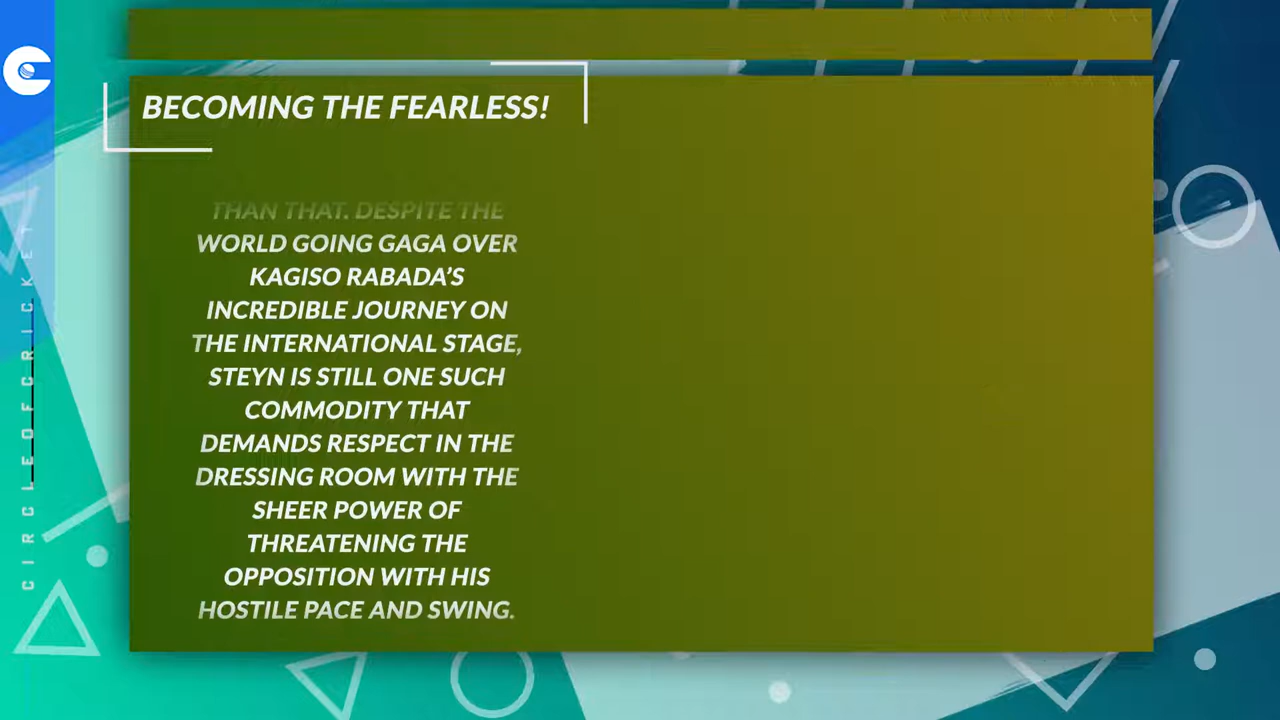 BECOMING THE FEARLESS!
THAN THAT. DESPITE THE
WORLD GOING GAGA OVER
KAGISO RABADA'S
INCREDIBLE JOURNEY ON
THE INTERNATIONAL STAGE,
STEYN IS STILL ONE SUCH
COMMODITY THAT
DEMANDS RESPECT IN THE
DRESSING ROOM WITH THE
SHEER POWER OF
THREATENING THE
OPPOSITION WITH HIS
HOSTILE PACE AND SWING.
CIRCLEOFCRICKET